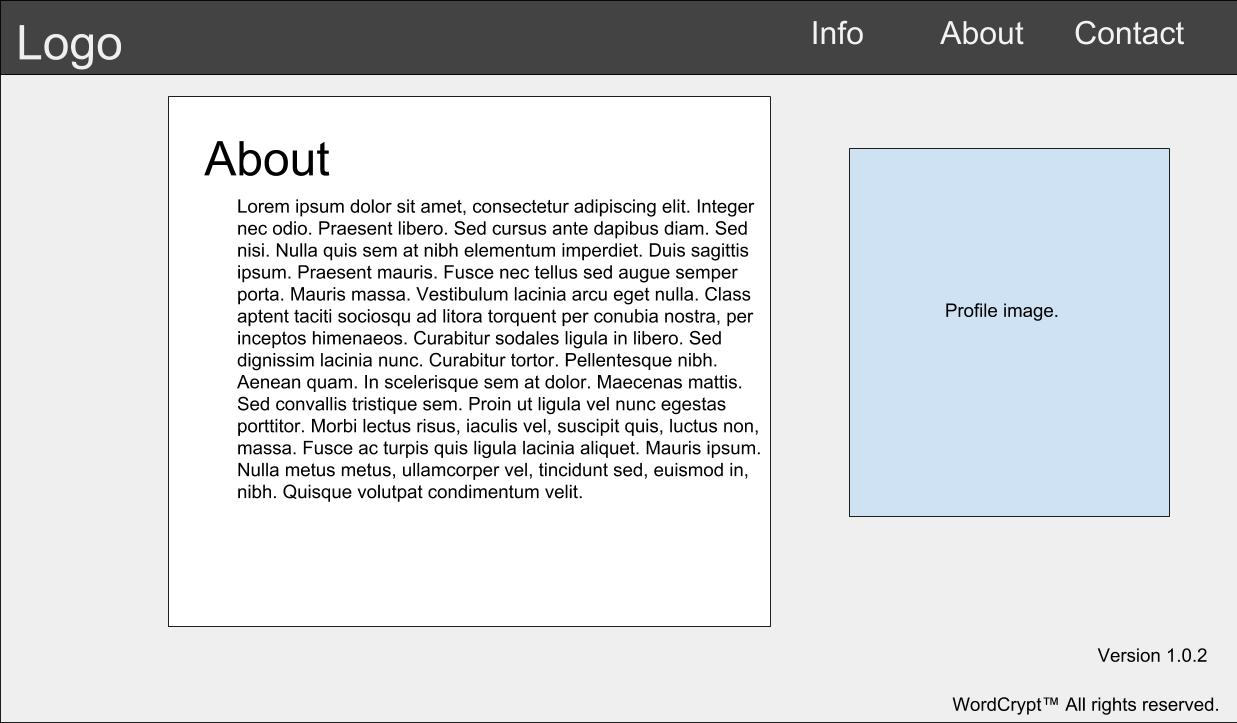 Logo
Info About Contact
About
Lorem ipsum dolor sit amet, consectetur adipiscing elit. Integer
nec odio. Praesent libero. Sed cursus ante dapibus diam. Sed
nisi. Nulla quis sem at nibh elementum imperdiet. Duis sagittis
ipsum. Praesent mauris. Fusce nec tellus sed augue semper
porta. Mauris massa. Vestibulum lacinia arcu eget nulla. Class
aptent taciti sociosqu ad litora torquent per conubia nostra, per
inceptos himenaeos. Curabitur sodales ligula in libero. Sed
dignissim lacinia nunc. Curabitur tortor. Pellentesque nibh.
Aenean quam. In scelerisque sem at dolor. Maecenas mattis.
Sed convallis tristique sem. Proin ut ligula vel nunc egestas
porttitor. Morbi lectus risus, iaculis vel, suscipit quis, luctus non,
massa. Fusce ac turpis quis ligula lacinia aliquet. Mauris ipsum.
Nulla metus metus, ullamcorper vel, tincidunt sed, euismod in,
nibh. Quisque volutpat condimentum velit.
Profile image.
Version 1.0.2
WordCrypt™ All rights reserved.